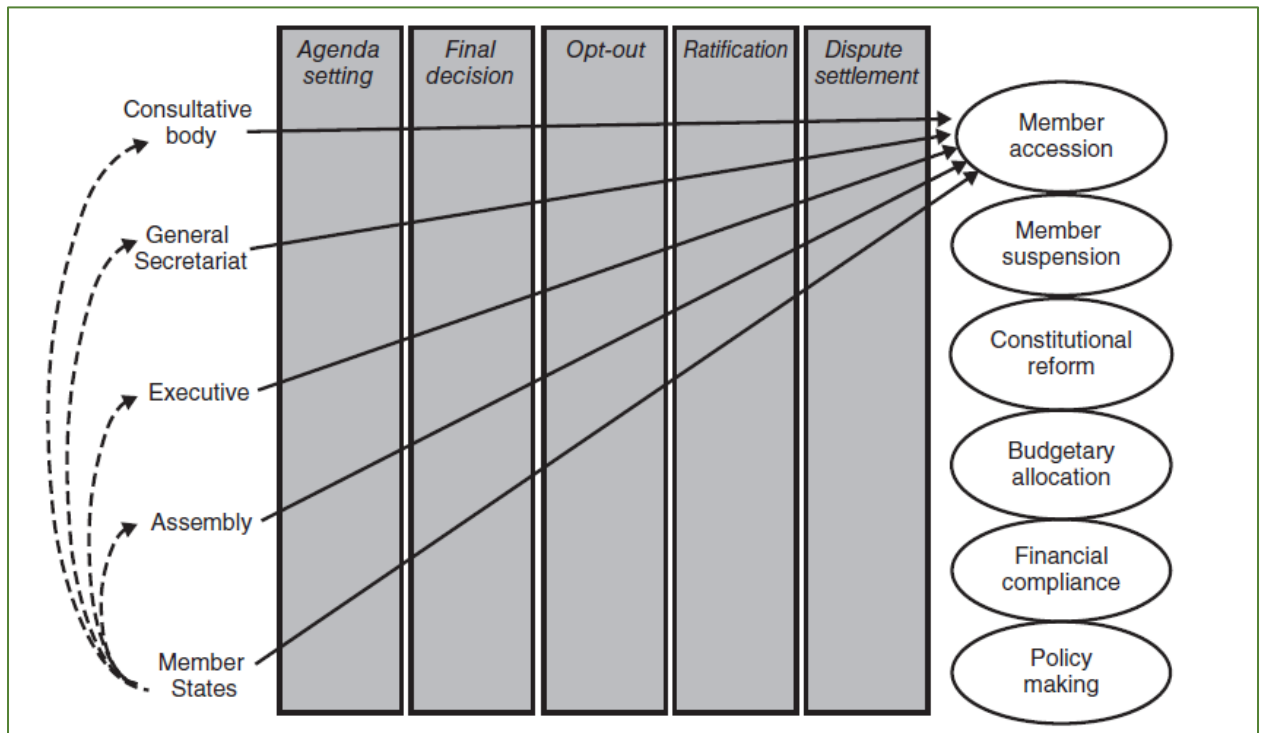 Agenda
setting
Final
decision
Opt-out
Ratification
Dispute
settlement
Consultative
body
General
Secretariat
Executive
Assembly
Member
States
Member
accession
Member
suspension
Constitutional
reform
Budgetary
allocation
Financial
compliance
Policy
making